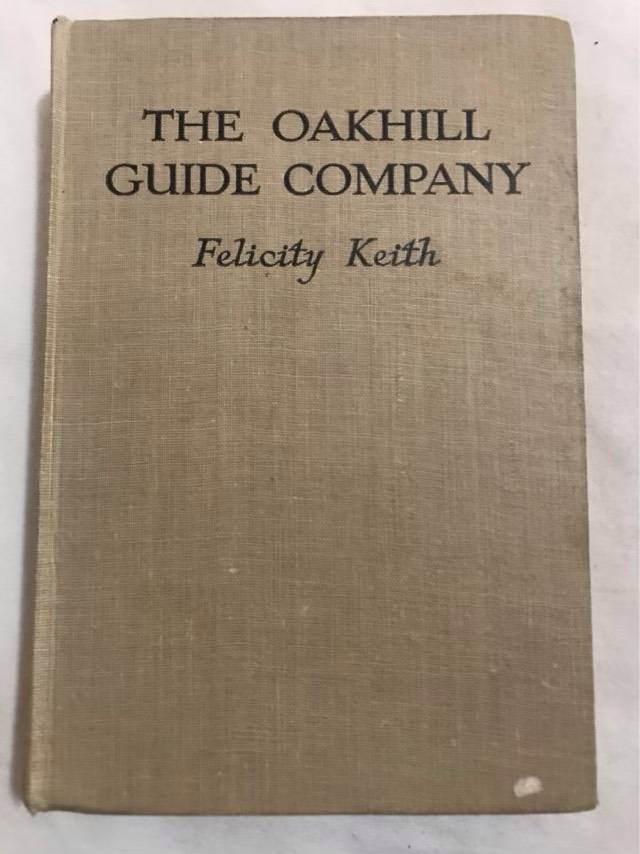 THE OAKHILL
GUIDE COMPANY
Felicity Keith